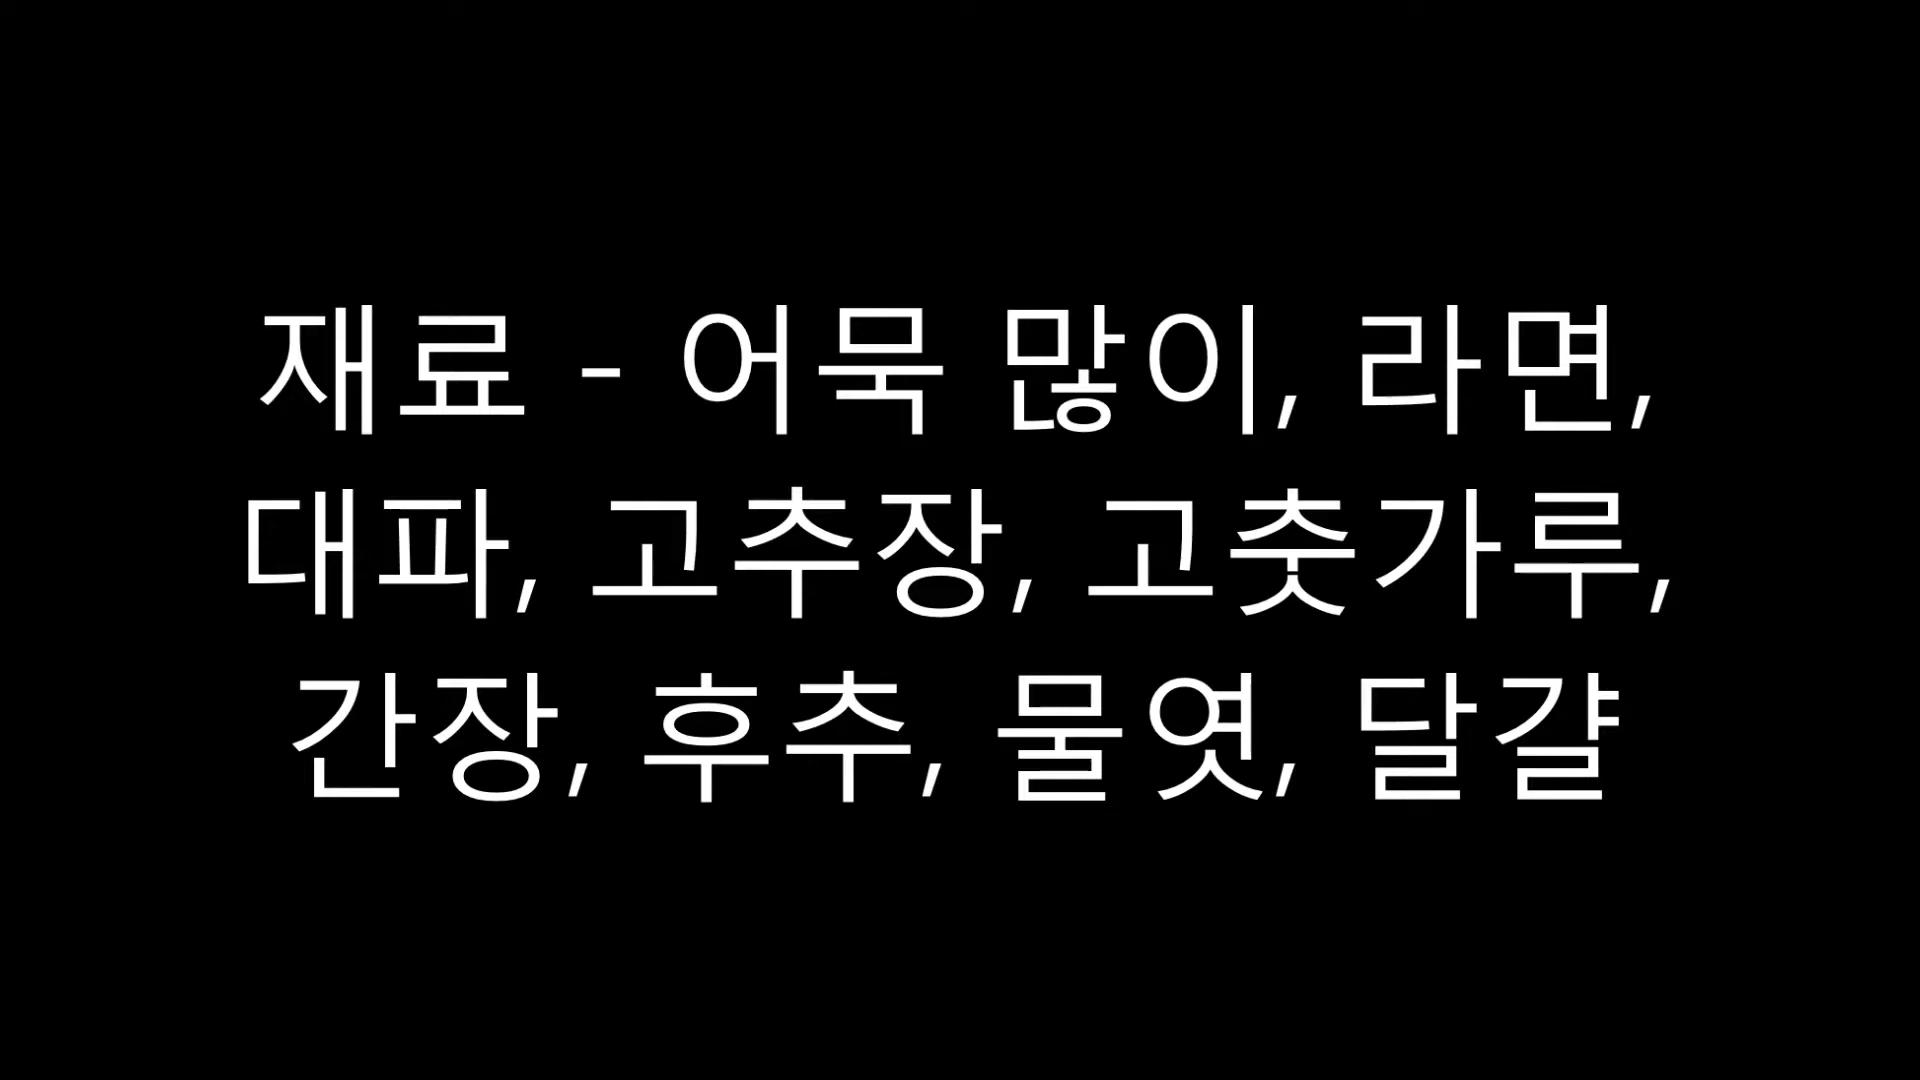 재료 - 어묵 많이, 라면,
대파, 고추장, 고춧가루,
간장, 후추, 물엿, 달걀